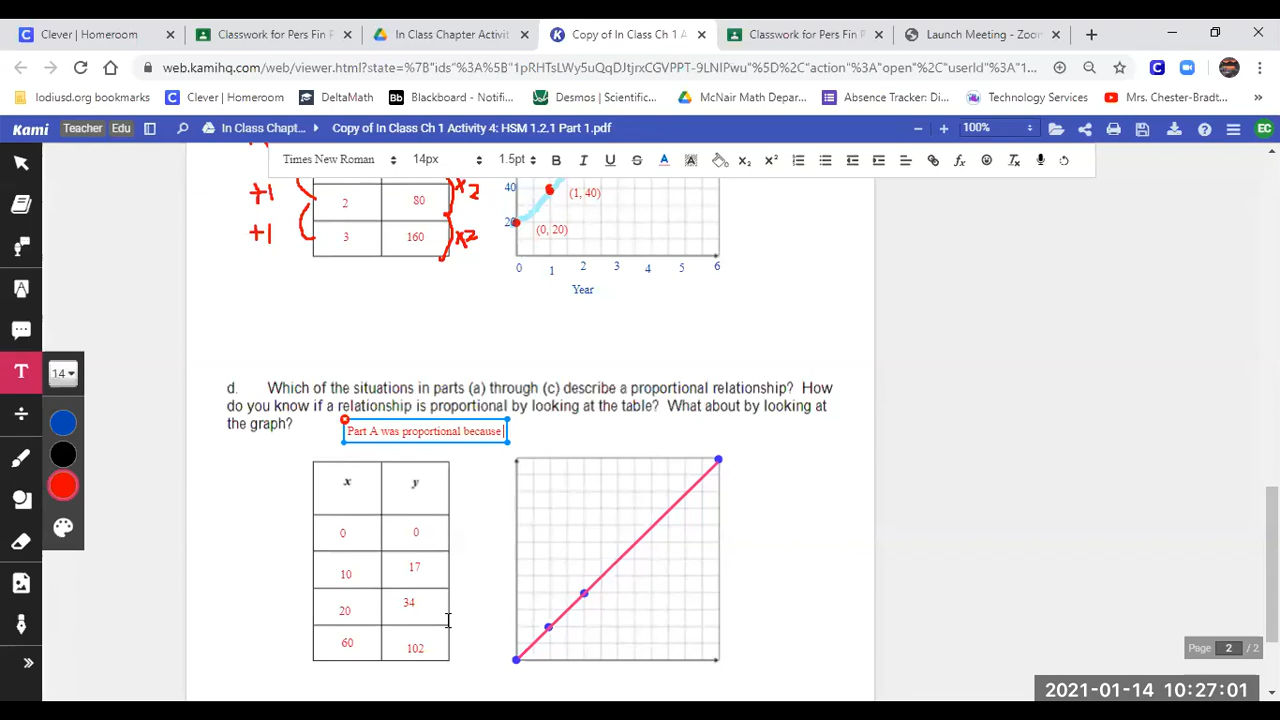 Clever | Homeroom
Classwork for Pers Fin P
In Class Chapter Activit
Copy of In Class Ch 1 A
Classwork for Pers Fin P
Launch Meeting - Zoom
web.kamihq.com/web/viewer.html?state=%7B"ids"%3A%5B"1pRHTsLWy5uQqDJtjrxCGVPPT-9LNIPwu"%5D%2C"action"%3A"open"%2C"userId"%3A"1...
lodiusd.org bookmarks
Clever | Homeroom
DeltaMath
Bb Blackboard - Notifi...
Desmos | Scientific...
McNair Math Depar...
Absence Tracker: Di...
Technology Services
Mrs. Chester-Bradt...
»
Kami Teacher Edu
In Class Chapt...
Copy of In Class Ch 1 Activity 4: HSM 1.2.1 Part 1.pdf
100%
EC
Times New Roman 14px 1.5pt B I U S A A X₂ X² fx Tx
2 80
3 160
+1
+1
x2
x2
40
20
(1, 40)
(0, 20)
0 1 2 3 4 5 6
Year
T 14
d. Which of the situations in parts (a) through (c) describe a proportional relationship? How
do you know if a relationship is proportional by looking at the table? What about by looking at
the graph?
Part A was proportional because
x y
0 0
10 17
20 34
60 102
Page 2 / 2
2021-01-14 10:27:01